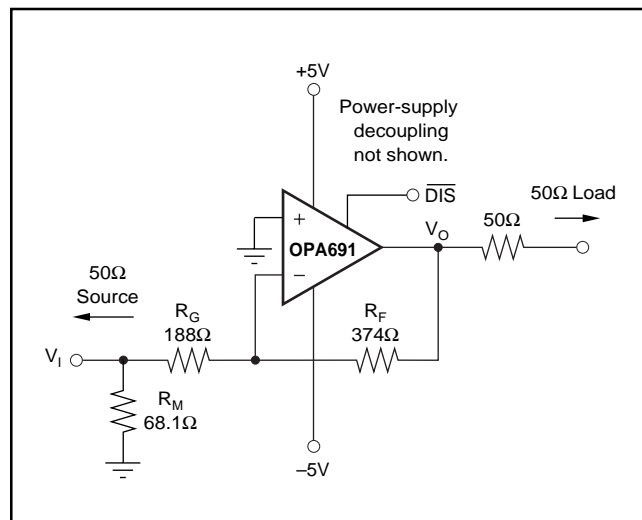 +5V
Power-supply
decoupling
not shown.
DIS
50Ω Load
+
OPA691
−
V_O
50Ω
50Ω
Source
R_G
188Ω
R_F
374Ω
V_I
R_M
68.1Ω
−5V